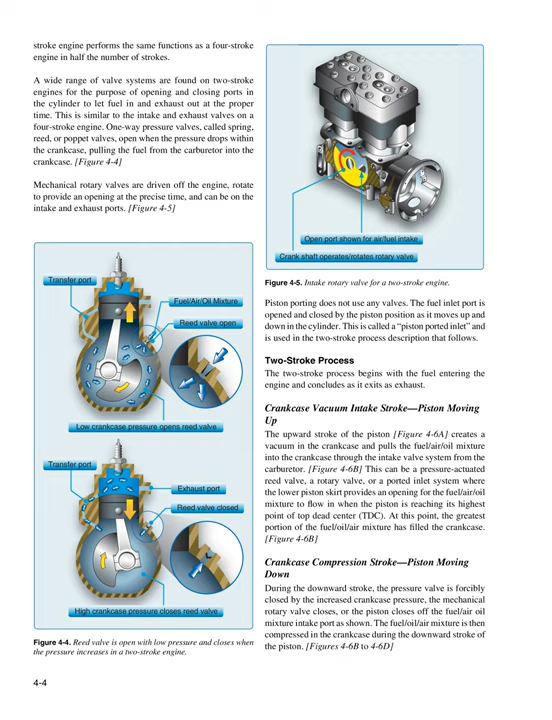 stroke engine performs the same functions as a four-stroke
engine in half the number of strokes.
A wide range of valve systems are found on two-stroke
engines for the purpose of opening and closing ports in
the cylinder to let fuel in and exhaust out at the proper
time. This is similar to the intake and exhaust valves on a
four-stroke engine. One-way pressure valves, called spring,
reed, or poppet valves, open when the pressure drops within
the crankcase, pulling the fuel from the carburetor into the
crankcase. [Figure 4-4]
Mechanical rotary valves are driven off the engine, rotate
to provide an opening at the precise time, and can be on the
intake and exhaust ports. [Figure 4-5]
Transfer port
Fuel/Air/Oil Mixture
Reed valve open
Low crankcase pressure opens reed valve
Transfer port
Exhaust port
Reed valve closed
High crankcase pressure closes reed valve
Figure 4-4. Reed valve is open with low pressure and closes when
the pressure increases in a two-stroke engine.
Open port shown for air/fuel intake
Crank shaft operates/rotates rotary valve
Figure 4-5. Intake rotary valve for a two-stroke engine.
Piston porting does not use any valves. The fuel inlet port is
opened and closed by the piston position as it moves up and
down in the cylinder. This is called a “piston ported inlet” and
is used in the two-stroke process description that follows.
Two-Stroke Process
The two-stroke process begins with the fuel entering the
engine and concludes as it exits as exhaust.
Crankcase Vacuum Intake Stroke—Piston Moving
Up
The upward stroke of the piston [Figure 4-6A] creates a
vacuum in the crankcase and pulls the fuel/air/oil mixture
into the crankcase through the intake valve system from the
carburetor. [Figure 4-6B] This can be a pressure-actuated
reed valve, a rotary valve, or a ported inlet system where
the lower piston skirt provides an opening for the fuel/air/oil
mixture to flow in when the piston is reaching its highest
point of top dead center (TDC). At this point, the greatest
portion of the fuel/oil/air mixture has filled the crankcase.
[Figure 4-6B]
Crankcase Compression Stroke—Piston Moving
Down
During the downward stroke, the pressure valve is forcibly
closed by the increased crankcase pressure, the mechanical
rotary valve closes, or the piston closes off the fuel/air oil
mixture intake port as shown. The fuel/oil/air mixture is then
compressed in the crankcase during the downward stroke of
the piston. [Figures 4-6B to 4-6D]
4-4